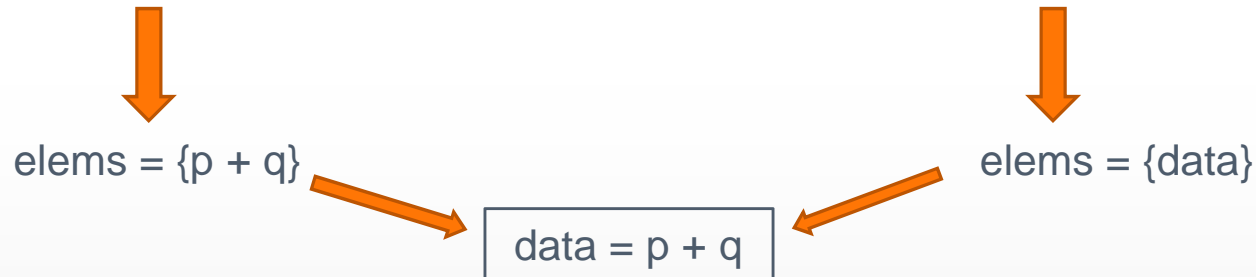 elems = {p + q}
elems = {data}
data = p + q